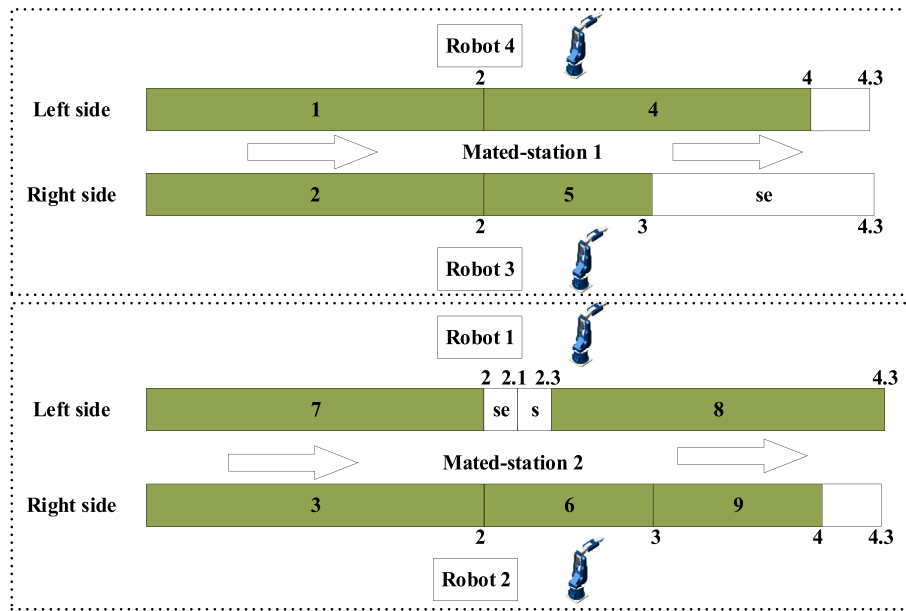 Robot 4
2 4 4.3
Left side 1 4
Mated-station 1
Right side 2 5 se
2 3 4.3
Robot 3
Robot 1
2 2.1 2.3 4.3
Left side 7 se s 8
Mated-station 2
Right side 3 6 9
2 3 4 4.3
Robot 2